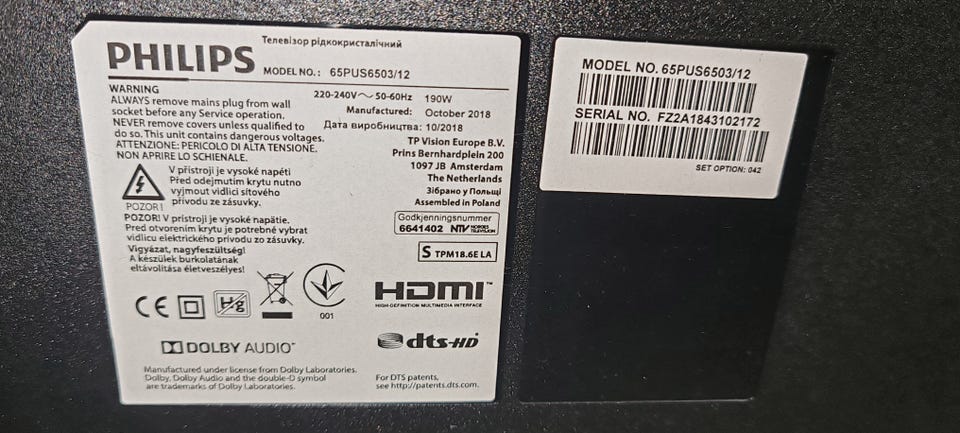 PHILIPS
Телевізор рідкокристалічний
MODEL NO.: 65PUS6503/12
WARNING
ALWAYS remove mains plug from wall
socket before any Service operation.
NEVER remove covers unless qualified to
do so. This unit contains dangerous voltages.
ATTENZIONE: PERICOLO DI ALTA TENSIONE.
NON APRIRE LO SCHIENALE.
V přístroji je vysoké napětí
Před odejmutím krytu nutno
vyjmout vidlici síťového
přívodu ze zásuvky.
POZOR!
POZOR! V prístroji je vysoké napätie.
Pred otvorením krytu je potrebné vybrat
vidlicu elektrického prívodu zo zásuvky.
Vigyázat, nagyfeszültség!
A készülek burkolatának
eltávolítása életveszélyes!
220-240V~ 50-60Hz 190W
Manufactured: October 2018
Дата виробництва: 10/2018
TP Vision Europe B.V.
Prins Bernhardplein 200
1097 JB Amsterdam
The Netherlands
Зібрано у Польщі
Assembled in Poland
Godkjenningsnummer
6641402 NTV NORGES TELEVISJON
S TPM18.6E LA
CE
Hg
001
HDMI™
HIGH-DEFINITION MULTIMEDIA INTERFACE
DOLBY AUDIO™
dts-HD
Manufactured under license from Dolby Laboratories.
Dolby, Dolby Audio and the double-D symbol
are trademarks of Dolby Laboratories.
For DTS patents,
see http://patents.dts.com.
MODEL NO. 65PUS6503/12
SERIAL NO. FZ2A1843102172
SET OPTION: 042